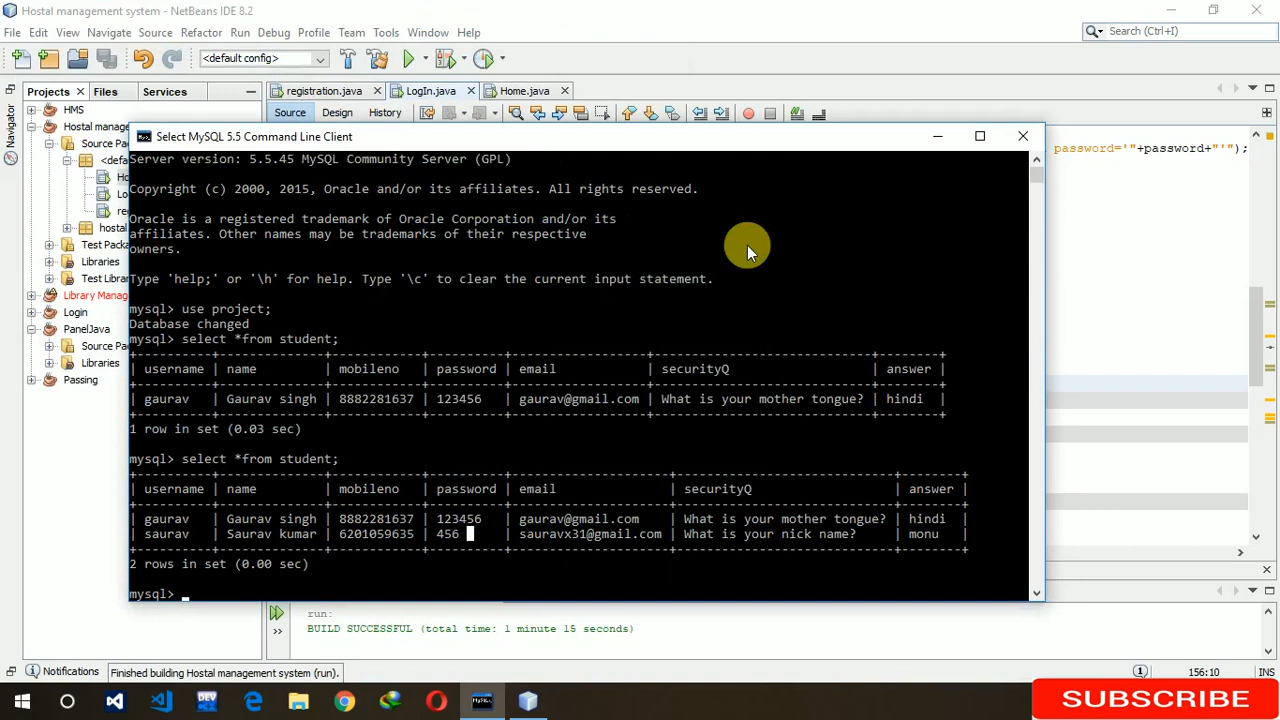 Hostal management system - NetBeans IDE 8.2
File Edit View Navigate Source Refactor Run Debug Profile Team Tools Window Help
Search (Ctrl+I)
<default config>
Projects Files Services
registration.java LogIn.java Home.java
Source Design History
HMS
Hostal manage
Source Pac
<defa
Ho
Lo
re
hostal
Test Packa
Libraries
Test Librar
Library Manag
Login
PanelJava
Source Pac
Libraries
Passing
Navigator
password='"+password+"'");
Select MySQL 5.5 Command Line Client
Server version: 5.5.45 MySQL Community Server (GPL)
Copyright (c) 2000, 2015, Oracle and/or its affiliates. All rights reserved.
Oracle is a registered trademark of Oracle Corporation and/or its
affiliates. Other names may be trademarks of their respective
owners.
Type 'help;' or '\h' for help. Type '\c' to clear the current input statement.
mysql> use project;
Database changed
mysql> select *from student;
| username | name | mobileno | password | email | securityQ | answer |
| gaurav | Gaurav singh | 8882281637 | 123456 | gaurav@gmail.com | What is your mother tongue? | hindi |
1 row in set (0.03 sec)
mysql> select *from student;
| username | name | mobileno | password | email | securityQ | answer |
| gaurav | Gaurav singh | 8882281637 | 123456 | gaurav@gmail.com | What is your mother tongue? | hindi |
| saurav | Saurav kumar | 6201059635 | 456 | sauravx31@gmail.com | What is your nick name? | monu |
2 rows in set (0.00 sec)
mysql>
run:
BUILD SUCCESSFUL (total time: 1 minute 15 seconds)
Notifications Finished building Hostal management system (run). 1 156:10 INS
DEV
SUBSCRIBE